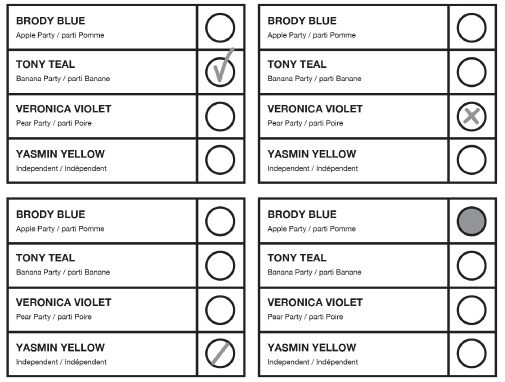 BRODY BLUE
Apple Party / parti Pomme
TONY TEAL
Banana Party / parti Banane
VERONICA VIOLET
Pear Party / parti Poire
YASMIN YELLOW
Independent / Indépendent
BRODY BLUE
Apple Party / parti Pomme
TONY TEAL
Banana Party / parti Banane
VERONICA VIOLET
Pear Party / parti Poire
YASMIN YELLOW
Independent / Indépendent
BRODY BLUE
Apple Party / parti Pomme
TONY TEAL
Banana Party / parti Banane
VERONICA VIOLET
Pear Party / parti Poire
YASMIN YELLOW
Independent / Indépendent
BRODY BLUE
Apple Party / parti Pomme
TONY TEAL
Banana Party / parti Banane
VERONICA VIOLET
Pear Party / parti Poire
YASMIN YELLOW
Independent / Indépendent